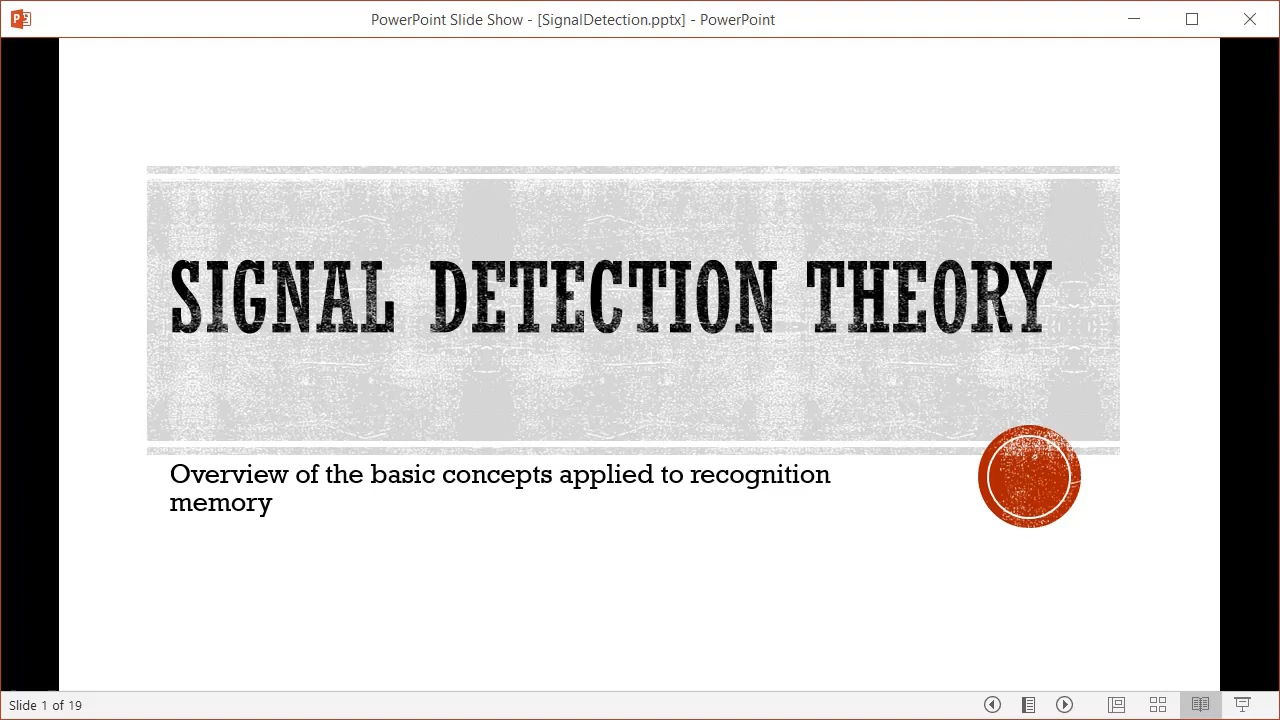 PowerPoint Slide Show - [SignalDetection.pptx] - PowerPoint
SIGNAL DETECTION THEORY
Overview of the basic concepts applied to recognition
memory
Slide 1 of 19